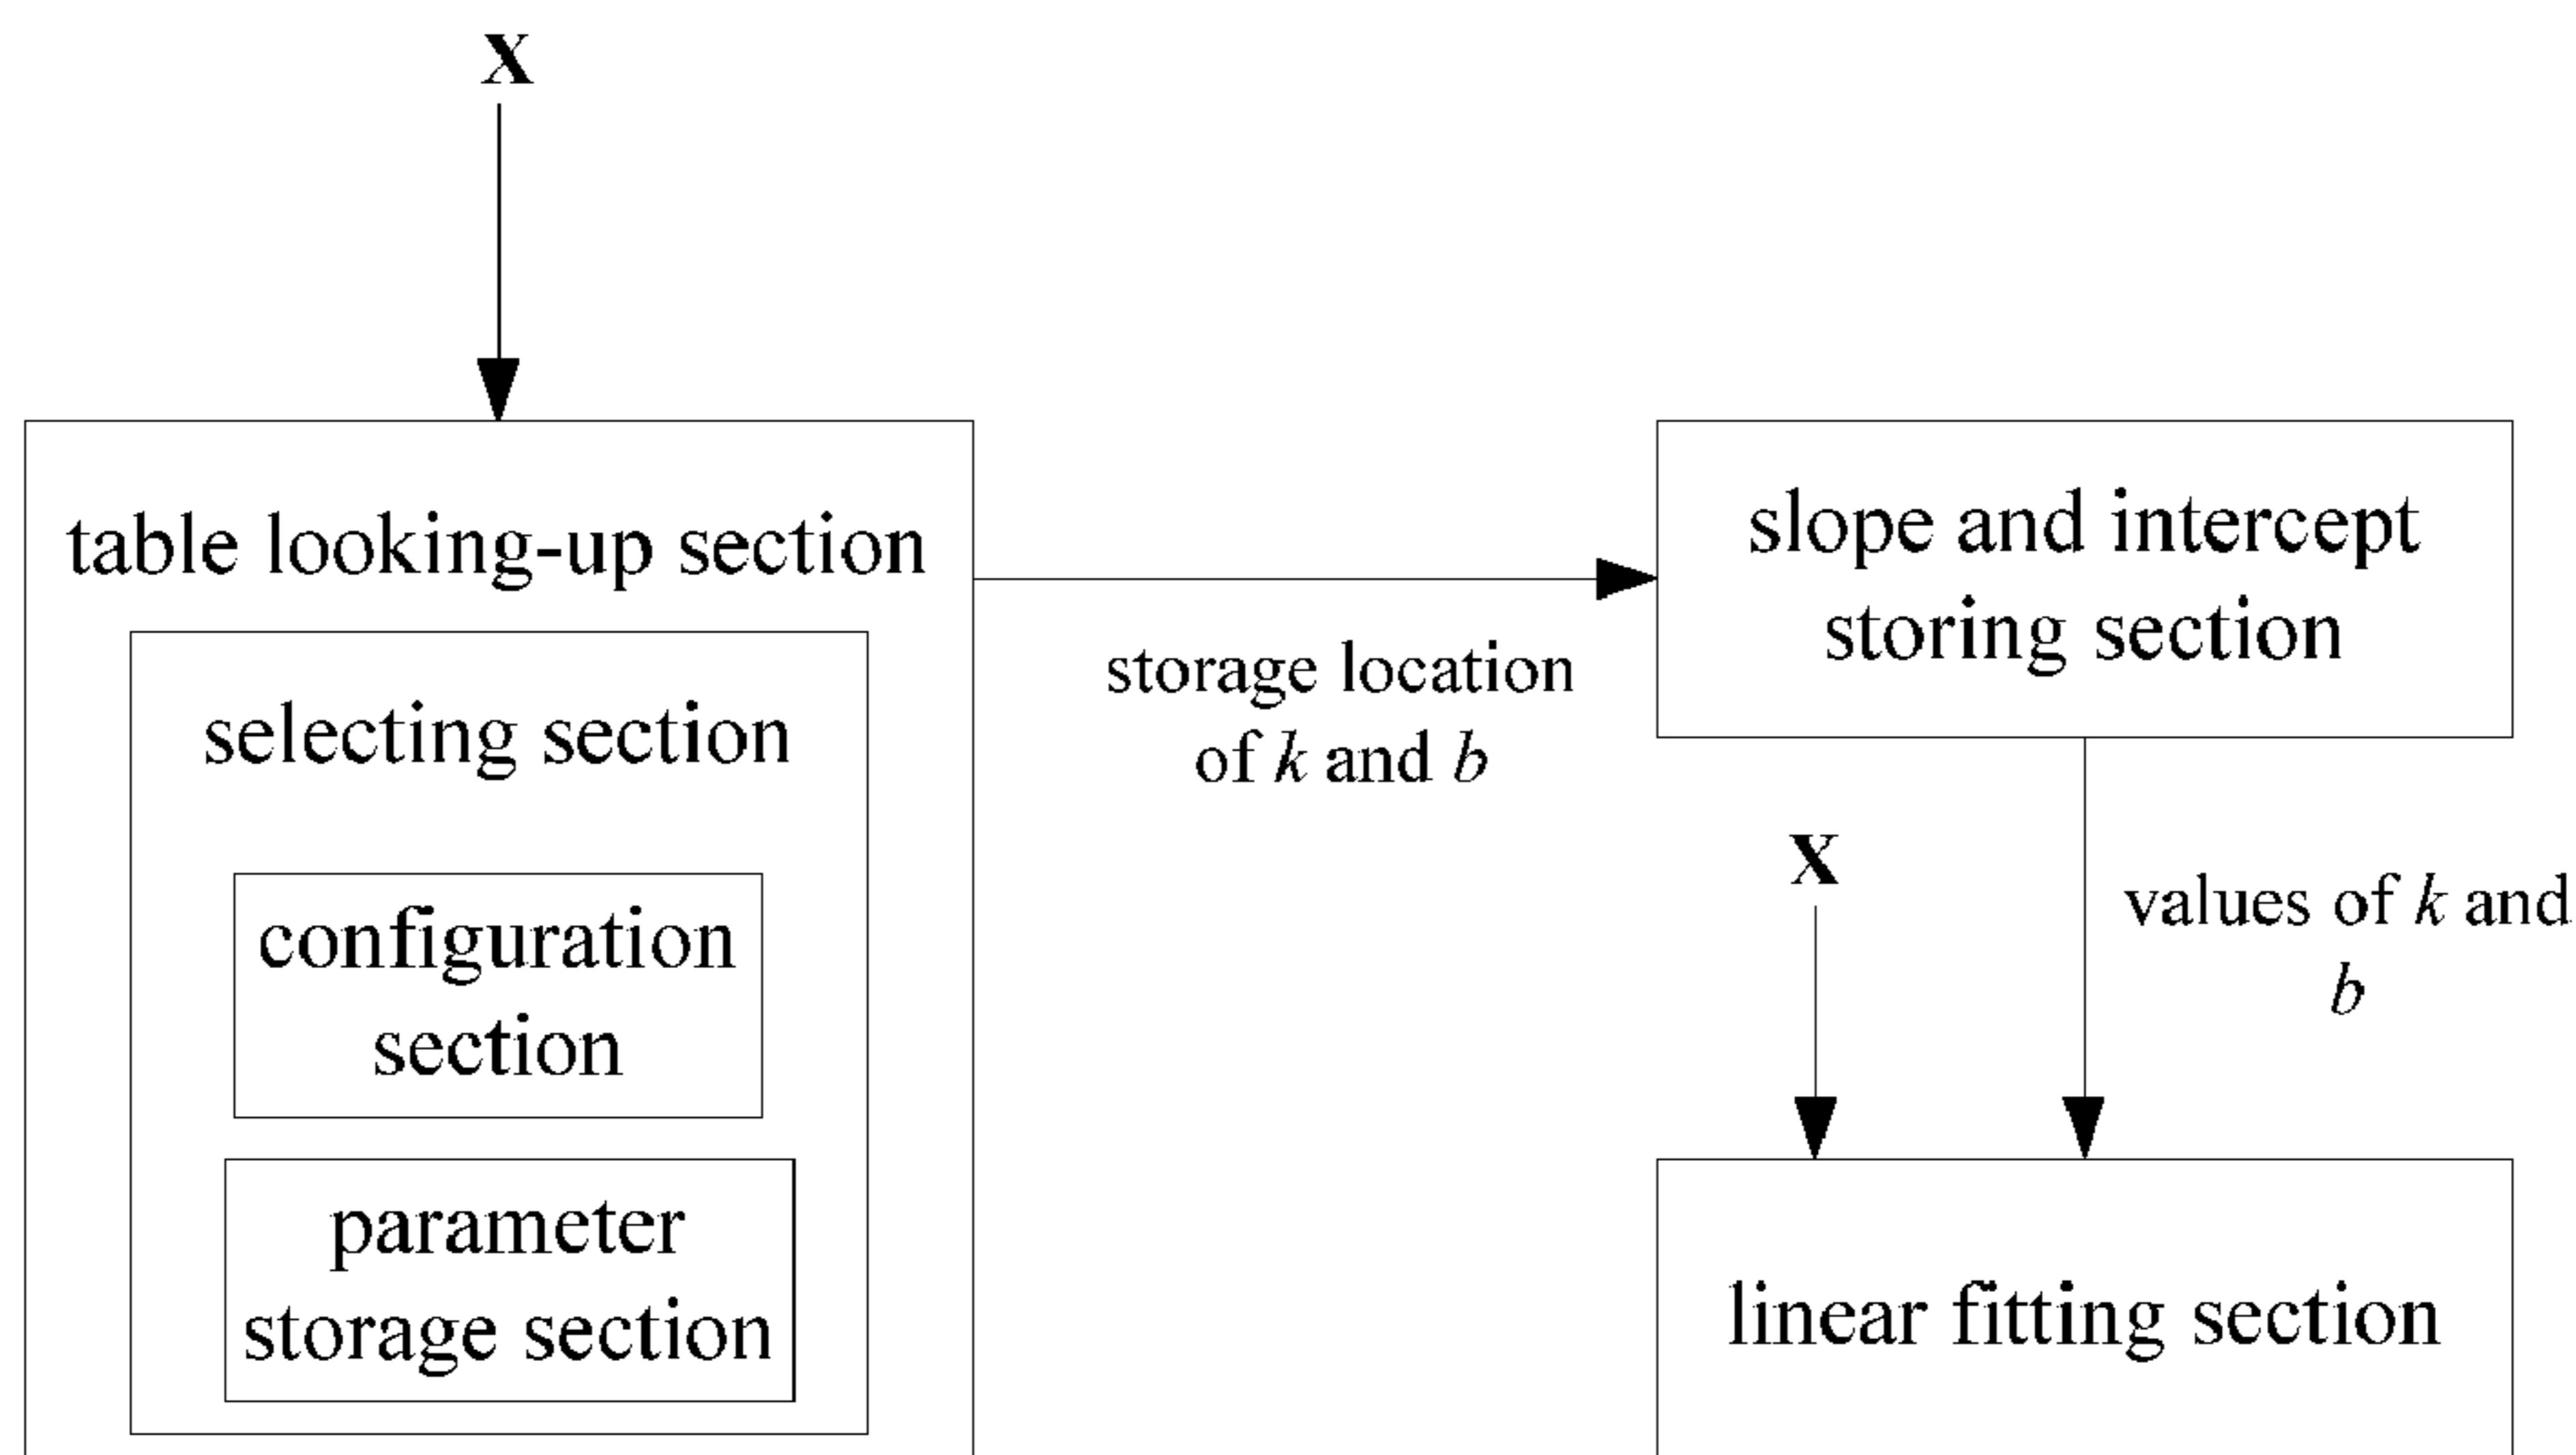 X
table looking-up section
selecting section
configuration
section
parameter
storage section
storage location
of k and b
slope and intercept
storing section
X
values of k and
b
linear fitting section